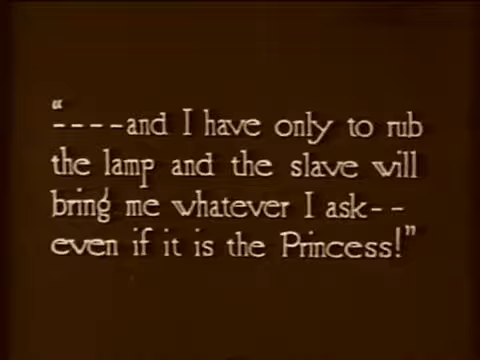 "----and I have only to rub
the lamp and the slave will
bring me whatever I ask--
even if it is the Princess!"